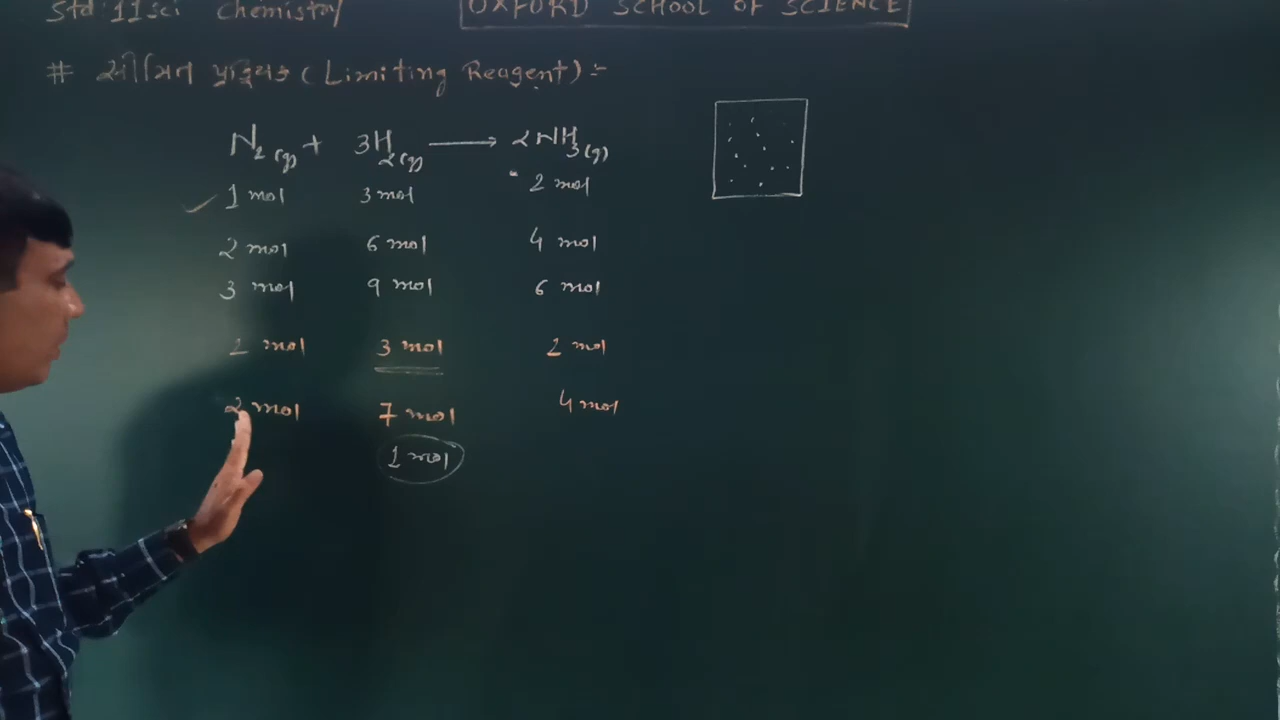 Std: 11 sci Chemistry OXFORD SCHOOL OF SCIENCE
# સીમિત પ્રક્રિયક (Limiting Reagent) :-
N₂(g) + 3H₂(g) ⟶ 2NH₃(g)
1 mol 3 mol 2 mol
2 mol 6 mol 4 mol
3 mol 9 mol 6 mol
2 mol 3 mol 2 mol
2 mol 7 mol 4 mol
1 mol